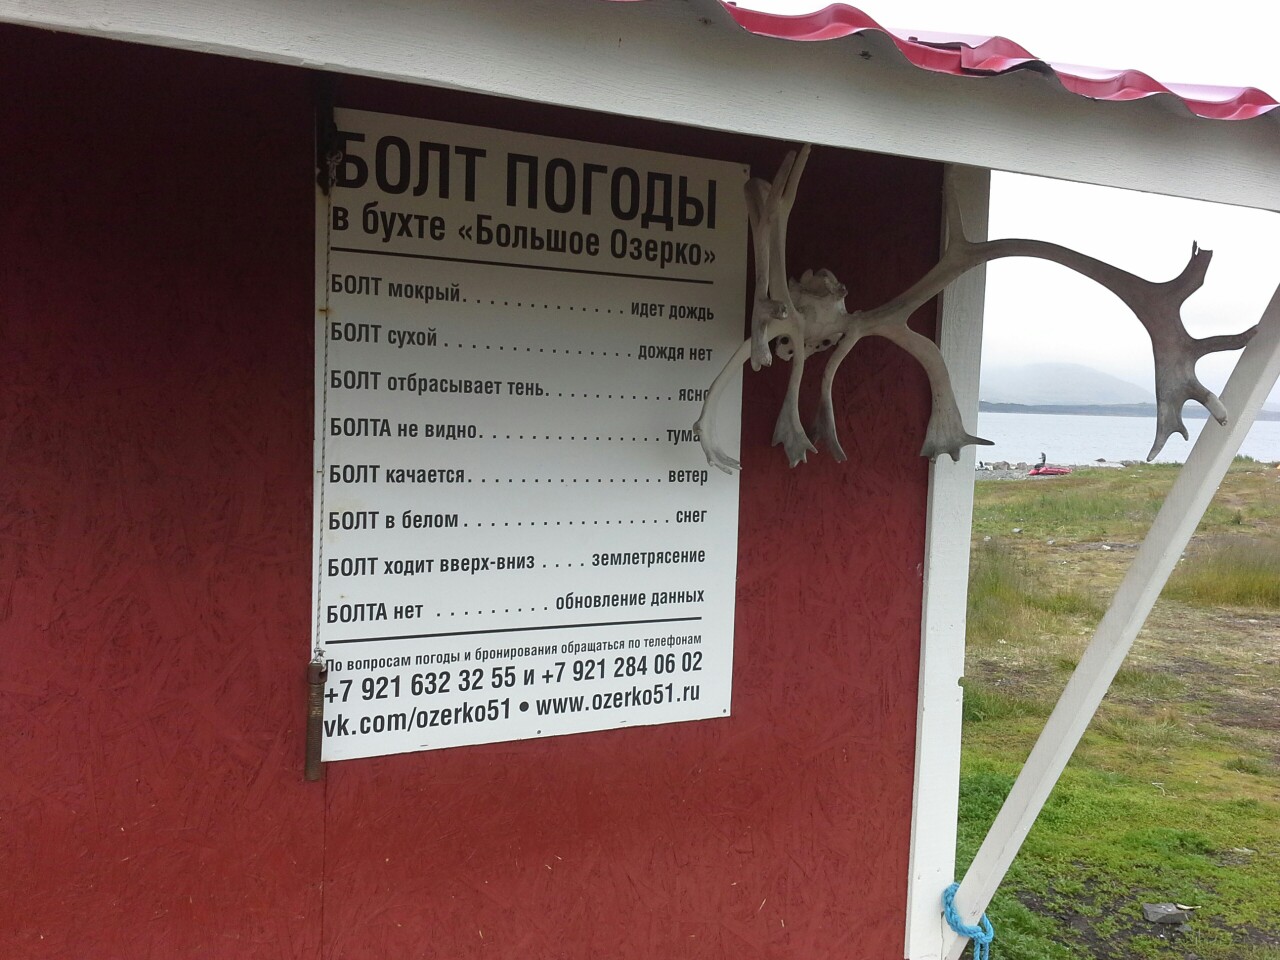 БОЛТ ПОГОДЫ
в бухте «Большое Озерко»
БОЛТ мокрый. . . . . . . . . . . . . . идет дождь
БОЛТ сухой . . . . . . . . . . . . . . . . дождя нет
БОЛТ отбрасывает тень. . . . . . . . . . . ясно
БОЛТА не видно. . . . . . . . . . . . . . . . тума
БОЛТ качается. . . . . . . . . . . . . . . . ветер
БОЛТ в белом . . . . . . . . . . . . . . . . . снег
БОЛТ ходит вверх-вниз . . . . землетрясение
БОЛТА нет . . . . . . . . . обновление данных
По вопросам погоды и бронирования обращаться по телефонам
+7 921 632 32 55 и +7 921 284 06 02
vk.com/ozerko51 • www.ozerko51.ru